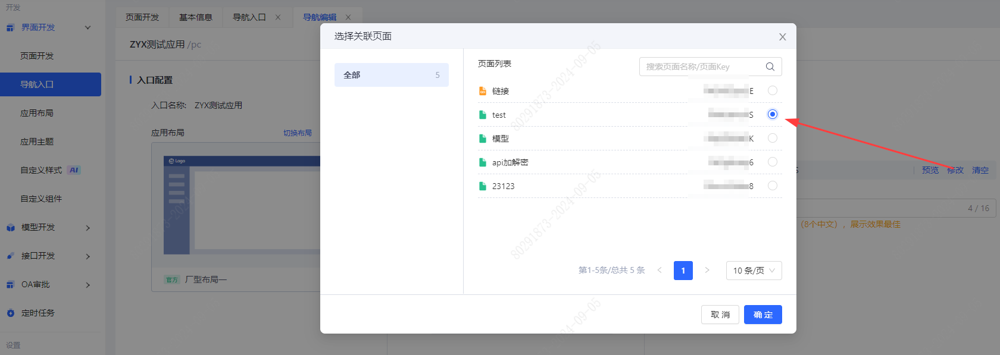 开发
界面开发
页面开发
导航入口
应用布局
应用主题
自定义样式 AI
自定义组件
模型开发
接口开发
OA审批
定时任务
设置
页面开发 基本信息 导航入口 导航编辑
ZYX测试应用 /pc
入口配置
入口名称: ZYX测试应用
应用布局 切换布局
Logo
官方 厂型布局一
选择关联页面
全部 5
页面列表
搜索页面名称/页面Key
链接 E
test S
模型 K
api加解密 6
23123 8
第1-5条/总共 5 条 1 10 条/页
取 消 确 定
S 预览 修改 清空
4 / 16
（8个中文），展示效果最佳
80291873-2024-09-05
80291873-2024-09-05
2024-09-05